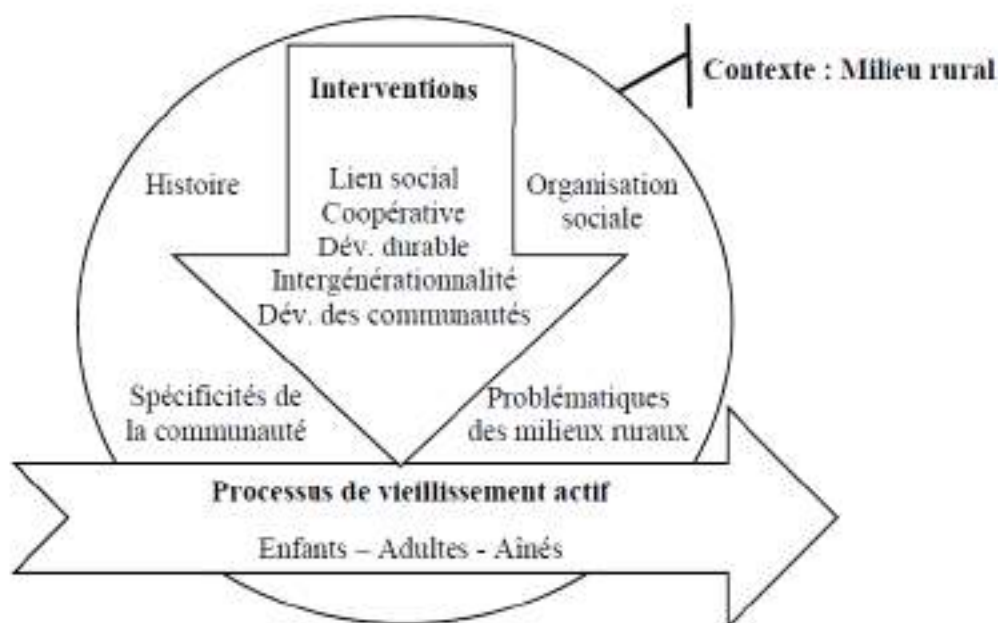 Contexte : Milieu rural
Interventions
Histoire
Lien social
Coopérative
Dév. durable
Intergénérationnalité
Dév. des communautés
Organisation
sociale
Spécificités de
la communauté
Problématiques
des milieux ruraux
Processus de vieillissement actif
Enfants – Adultes - Aînés